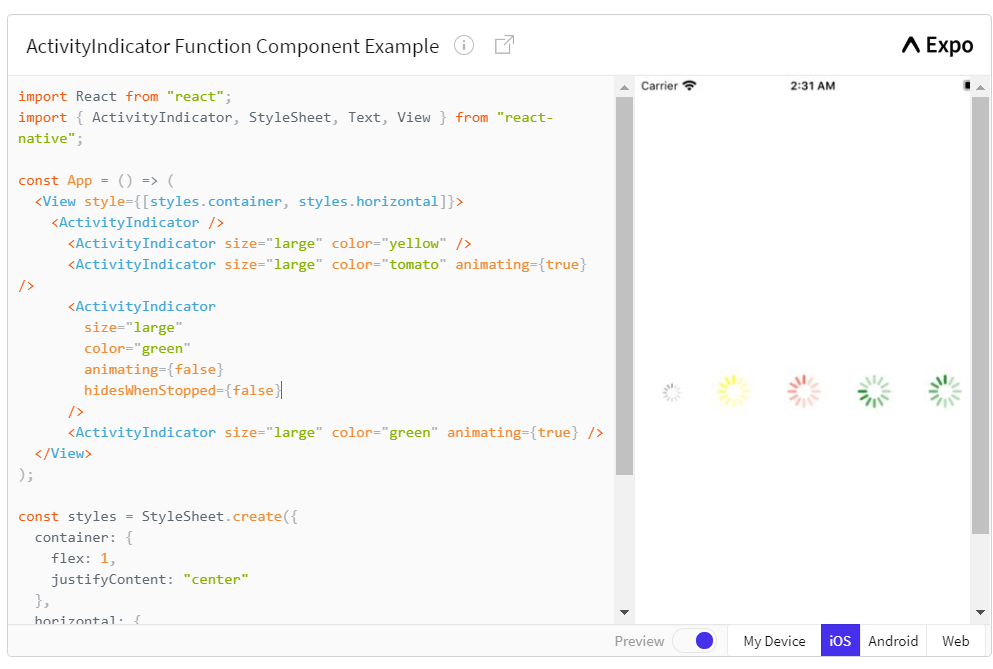 ActivityIndicator Function Component Example
Expo
import React from "react";
import { ActivityIndicator, StyleSheet, Text, View } from "react-
native";
const App = () => (
<View style={[styles.container, styles.horizontal]}>
<ActivityIndicator />
<ActivityIndicator size="large" color="yellow" />
<ActivityIndicator size="large" color="tomato" animating={true}
/>
<ActivityIndicator
size="large"
color="green"
animating={false}
hidesWhenStopped={false}
/>
<ActivityIndicator size="large" color="green" animating={true} />
</View>
);
const styles = StyleSheet.create({
container: {
flex: 1,
justifyContent: "center"
},
horizontal: {
Carrier 2:31 AM
Preview My Device iOS Android Web